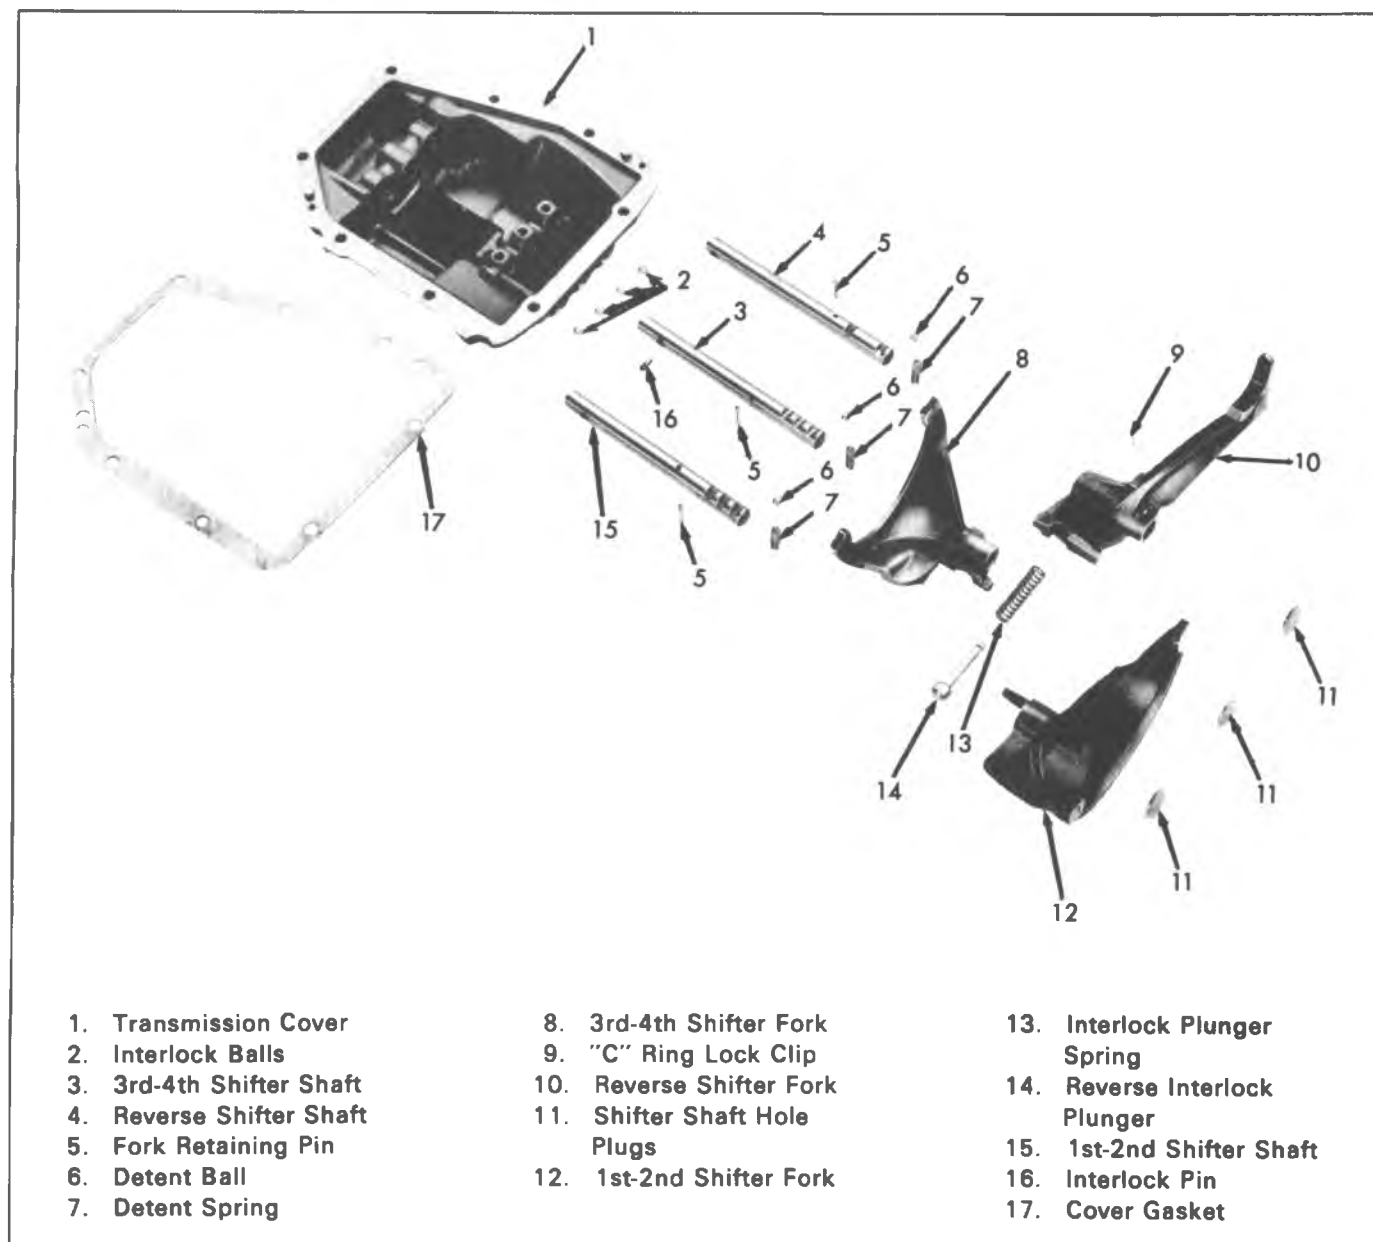 1
2
3
4
5
6
7
8
9
10
11
11
11
12
13
14
15
16
17
5
5
6
6
7
7
1. Transmission Cover
2. Interlock Balls
3. 3rd-4th Shifter Shaft
4. Reverse Shifter Shaft
5. Fork Retaining Pin
6. Detent Ball
7. Detent Spring
8. 3rd-4th Shifter Fork
9. "C" Ring Lock Clip
10. Reverse Shifter Fork
11. Shifter Shaft Hole
Plugs
12. 1st-2nd Shifter Fork
13. Interlock Plunger
Spring
14. Reverse Interlock
Plunger
15. 1st-2nd Shifter Shaft
16. Interlock Pin
17. Cover Gasket